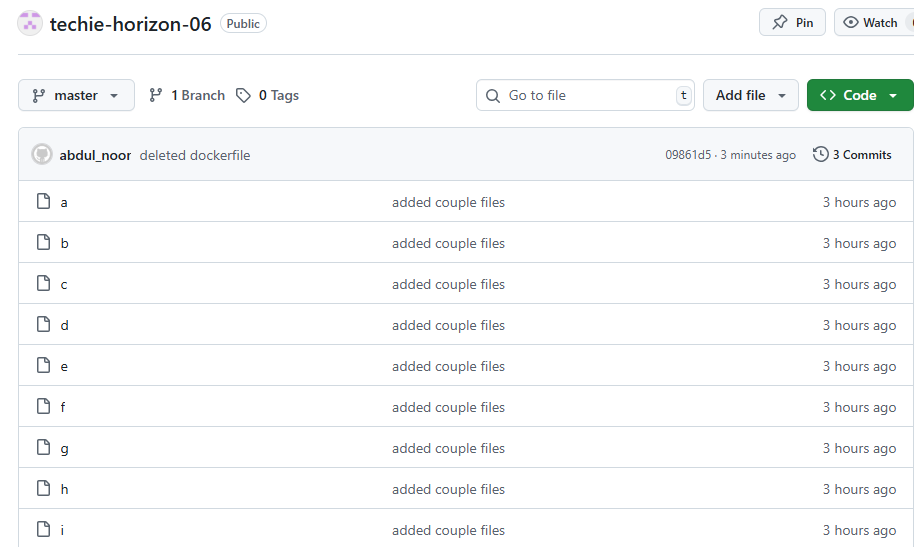 techie-horizon-06 Public Pin Watch
master 1 Branch 0 Tags Go to file t Add file Code
abdul_noor deleted dockerfile 09861d5 · 3 minutes ago 3 Commits
a added couple files 3 hours ago
b added couple files 3 hours ago
c added couple files 3 hours ago
d added couple files 3 hours ago
e added couple files 3 hours ago
f added couple files 3 hours ago
g added couple files 3 hours ago
h added couple files 3 hours ago
i added couple files 3 hours ago